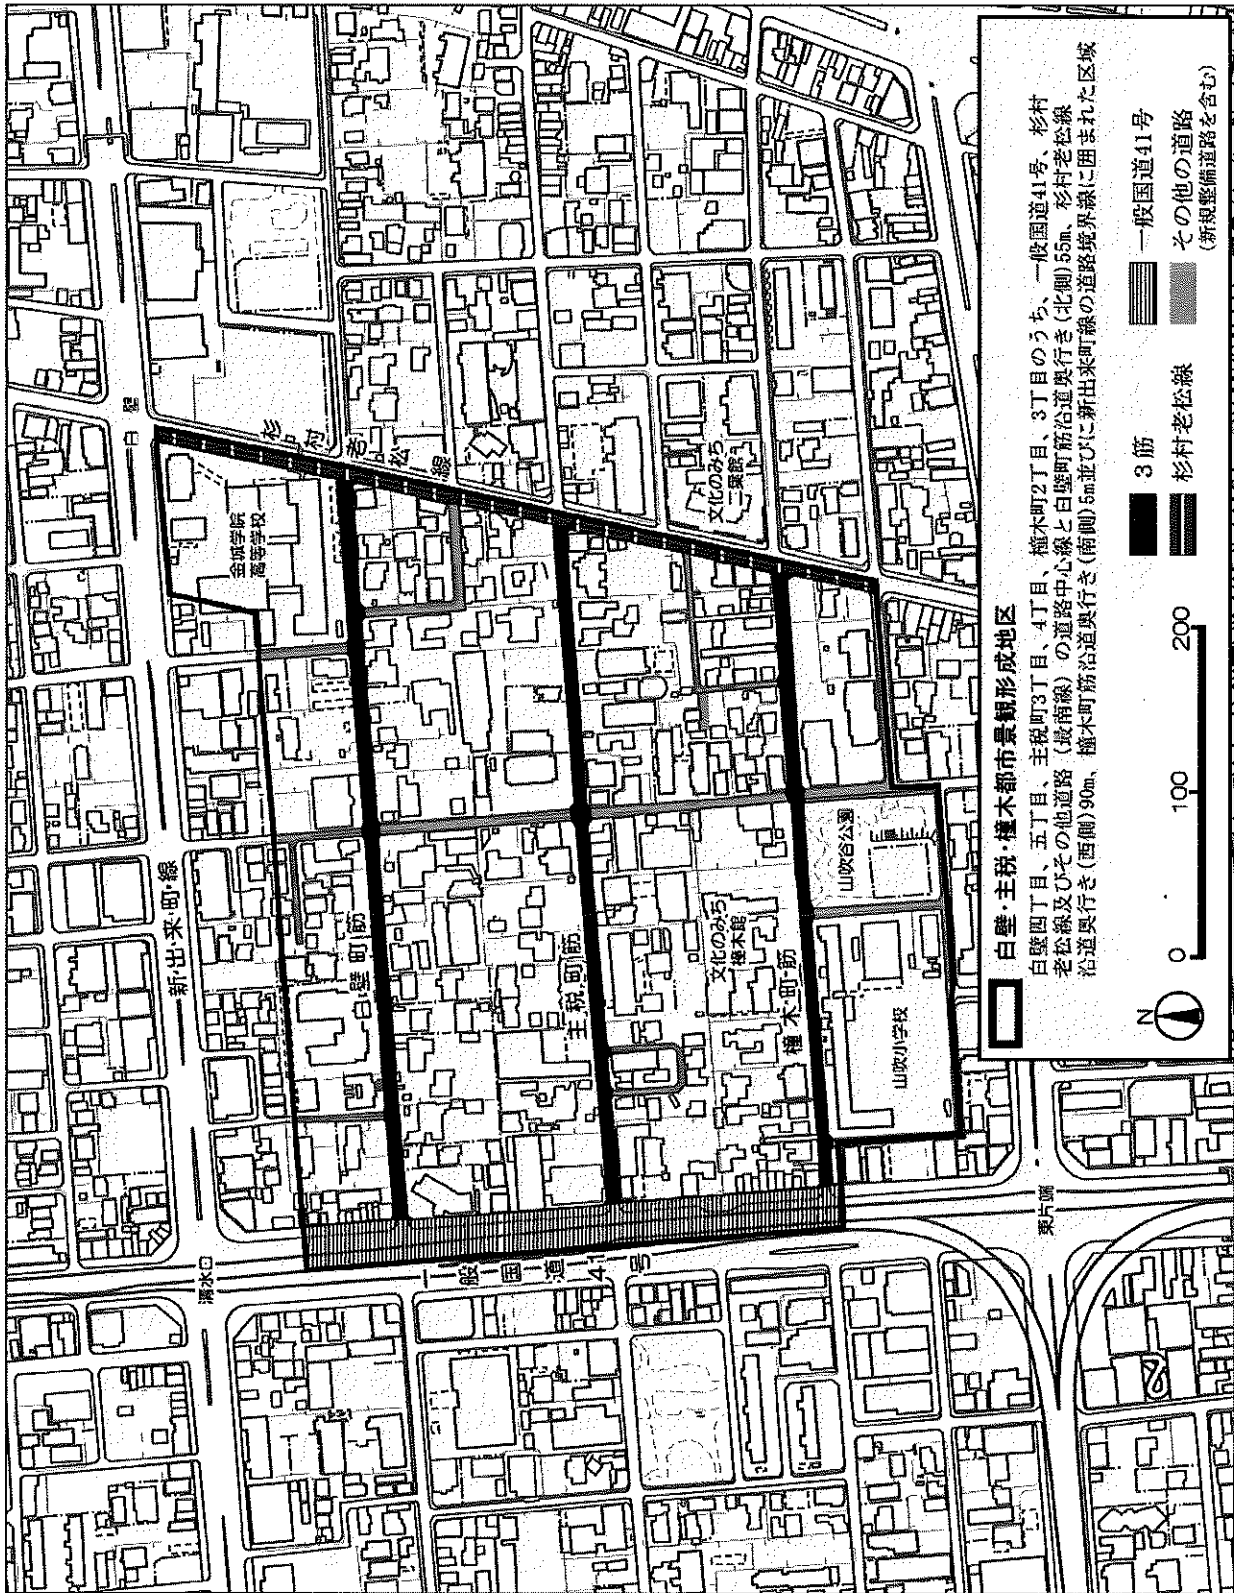 白壁・主税・橦木都市景観形成地区
白壁四丁目、五丁目、主税町3丁目、4丁目、橦木町2丁目、3丁目のうち、一般国道41号、杉村
老松線及びその他道路（最南線）の道路中心線と白壁町筋沿道奥行き(北側)55m、杉村老松線
沿道奥行き(西側)90m、橦木町筋沿道奥行き(南側)5m並びに新出来町線の道路境界線に囲まれた区域
N
0 100 200
3筋
一般国道41号
杉村老松線
その他の道路
(新規整備道路を含む)
清水口
新・出・来・町・線
白壁
金城学院
高等学校
杉村老松線
白壁町筋
主税町筋
文化のみち
二葉館
文化のみち
橦木館
橦・木・町・筋
山吹谷公園
山吹小学校
一般国道41号
東片端